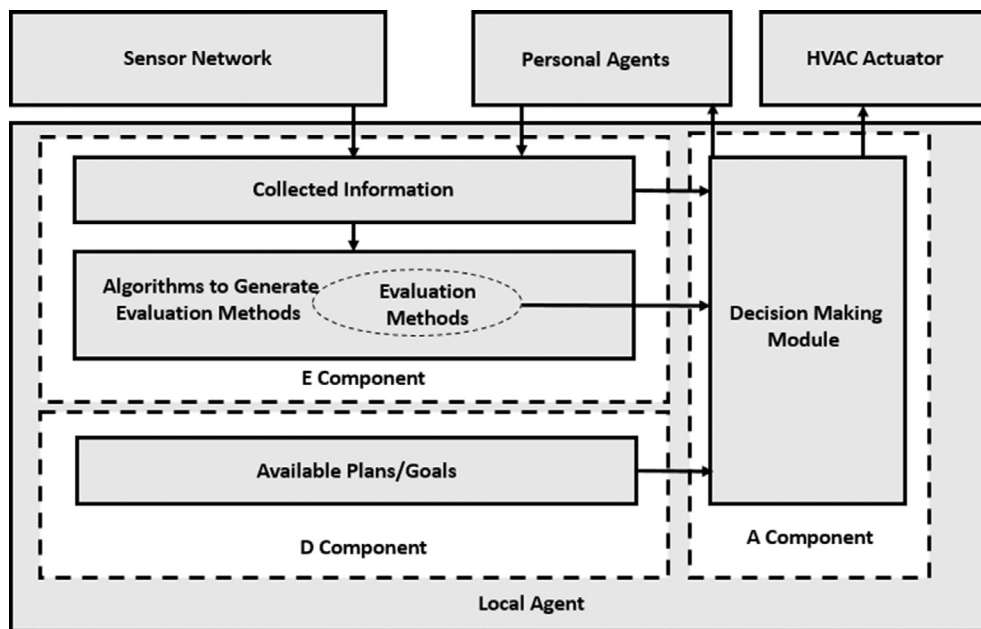 Sensor Network
Personal Agents
HVAC Actuator
Collected Information
Algorithms to Generate
Evaluation Methods
Evaluation
Methods
Decision Making
Module
E Component
Available Plans/Goals
D Component
A Component
Local Agent